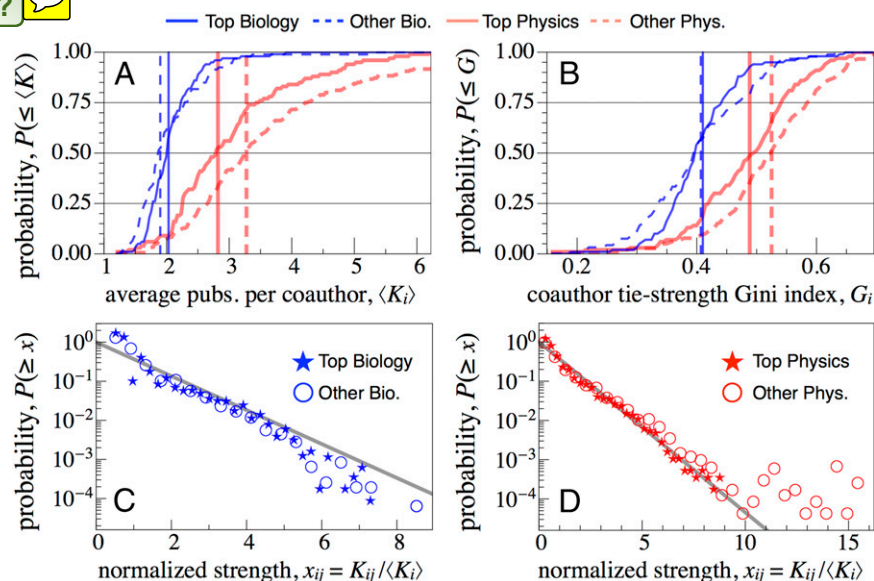 ?
Top Biology Other Bio. Top Physics Other Phys.
A
probability, P(≤ ⟨K⟩)
1.00
0.75
0.50
0.25
0.00
1 2 3 4 5 6
average pubs. per coauthor, ⟨Kᵢ⟩
B
probability, P(≤ G)
1.00
0.75
0.50
0.25
0.00
0.2 0.4 0.6
coauthor tie-strength Gini index, Gᵢ
C
probability, P(≥ x)
10⁰
10⁻¹
10⁻²
10⁻³
10⁻⁴
Top Biology
Other Bio.
0 2 4 6 8
normalized strength, xᵢⱼ = Kᵢⱼ/⟨Kᵢ⟩
D
probability, P(≥ x)
10⁰
10⁻¹
10⁻²
10⁻³
10⁻⁴
Top Physics
Other Phys.
0 5 10 15
normalized strength, xᵢⱼ = Kᵢⱼ/⟨Kᵢ⟩